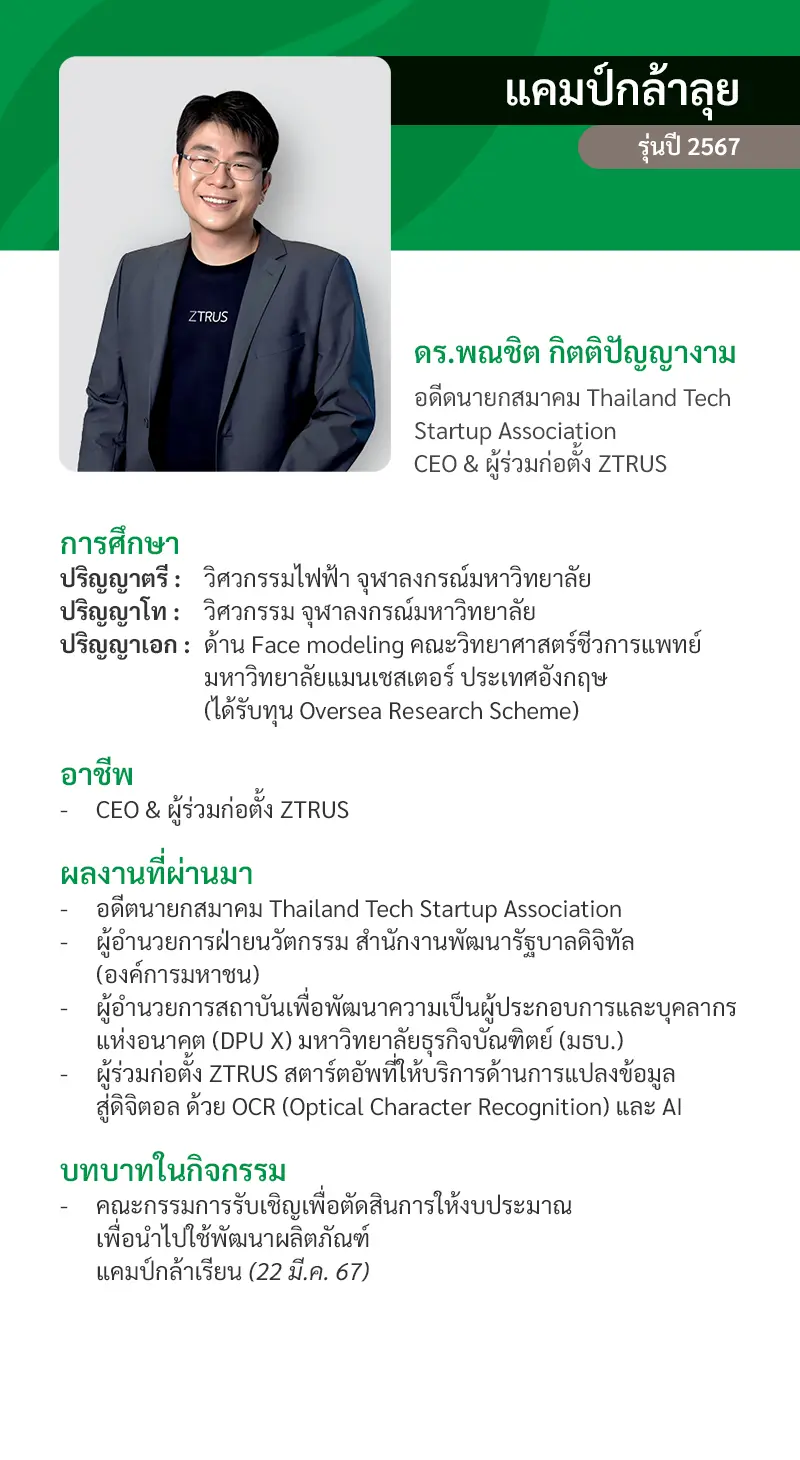 แคมป์กล้าลุย
รุ่นปี 2567
ZTRUS
ดร.พณชิต กิตติปัญญางาม
อดีดนายกสมาคม Thailand Tech
Startup Association
CEO & ผู้ร่วมก่อตั้ง ZTRUS
การศึกษา
ปริญญาตรี : วิศวกรรมไฟฟ้า จุฬาลงกรณ์มหาวิทยาลัย
ปริญญาโท : วิศวกรรม จุฬาลงกรณ์มหาวิทยาลัย
ปริญญาเอก : ด้าน Face modeling คณะวิทยาศาสตร์ชีวการแพทย์
มหาวิทยาลัยแมนเชสเตอร์ ประเทศอังกฤษ
(ได้รับทุน Oversea Research Scheme)
อาชีพ
- CEO & ผู้ร่วมก่อตั้ง ZTRUS
ผลงานที่ผ่านมา
- อดีตนายกสมาคม Thailand Tech Startup Association
- ผู้อำนวยการฝ่ายนวัตกรรม สำนักงานพัฒนารัฐบาลดิจิทัล
(องค์การมหาชน)
- ผู้อำนวยการสถาบันเพื่อพัฒนาความเป็นผู้ประกอบการและบุคลากร
แห่งอนาคต (DPU X) มหาวิทยาลัยธุรกิจบัณฑิตย์ (มธบ.)
- ผู้ร่วมก่อตั้ง ZTRUS สตาร์ตอัพที่ให้บริการด้านการแปลงข้อมูล
สู่ดิจิตอล ด้วย OCR (Optical Character Recognition) และ AI
บทบาทในกิจกรรม
- คณะกรรมการรับเชิญเพื่อตัดสินการให้งบประมาณ
เพื่อนำไปใช้พัฒนาผลิตภัณฑ์
แคมป์กล้าเรียน (22 มี.ค. 67)